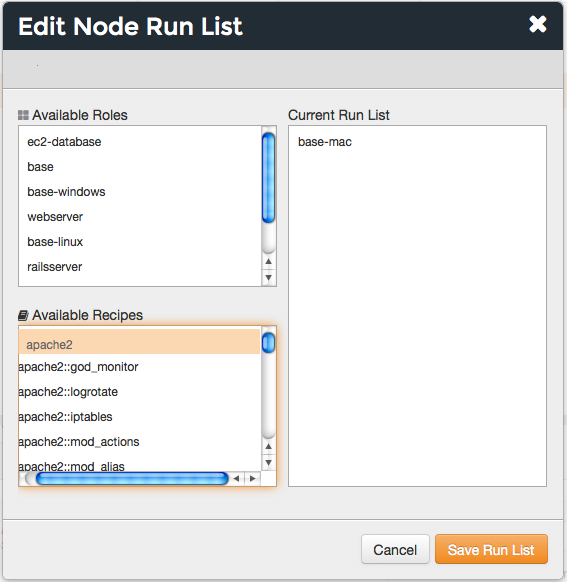 Edit Node Run List
Available Roles
ec2-database
base
base-windows
webserver
base-linux
railsserver
Available Recipes
apache2
apache2::god_monitor
apache2::logrotate
apache2::iptables
apache2::mod_actions
apache2::mod_alias
Current Run List
base-mac
Cancel
Save Run List